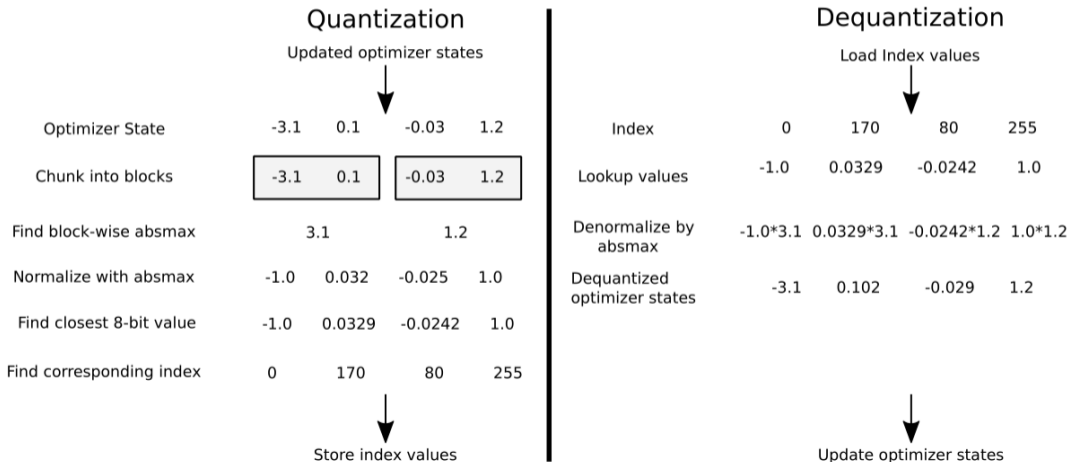 Quantization
Updated optimizer states
Optimizer State -3.1 0.1 -0.03 1.2
Chunk into blocks -3.1 0.1 -0.03 1.2
Find block-wise absmax 3.1 1.2
Normalize with absmax -1.0 0.032 -0.025 1.0
Find closest 8-bit value -1.0 0.0329 -0.0242 1.0
Find corresponding index 0 170 80 255
Store index values
Dequantization
Load Index values
Index 0 170 80 255
Lookup values -1.0 0.0329 -0.0242 1.0
Denormalize by
absmax -1.0*3.1 0.0329*3.1 -0.0242*1.2 1.0*1.2
Dequantized
optimizer states -3.1 0.102 -0.029 1.2
Update optimizer states